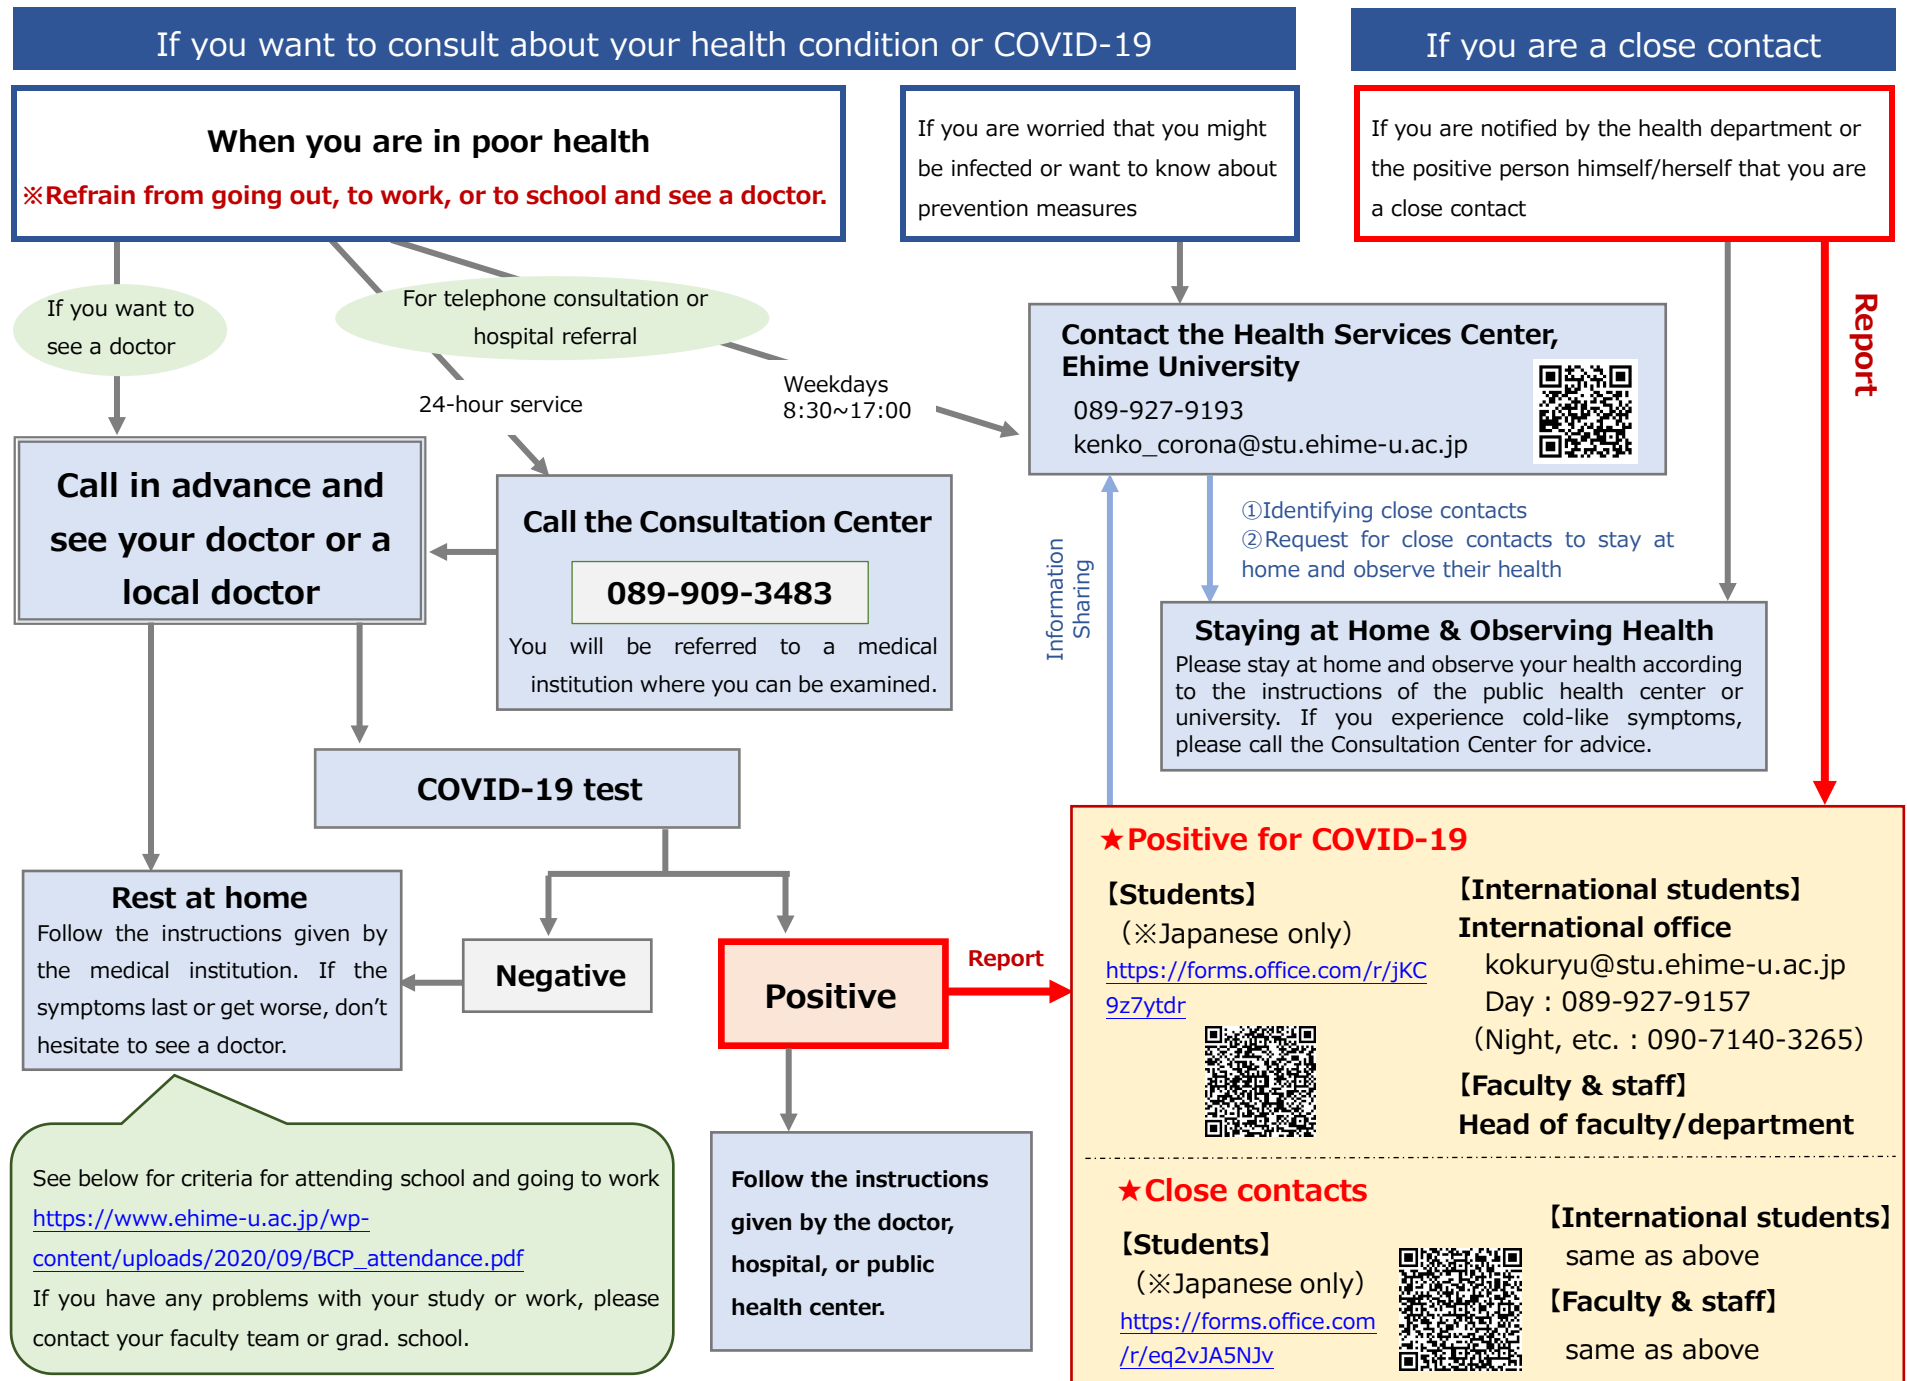 If you want to consult about your health condition or COVID-19
If you are a close contact
When you are in poor health
※Refrain from going out, to work, or to school and see a doctor.
If you are worried that you might
be infected or want to know about
prevention measures
If you are notified by the health department or
the positive person himself/herself that you are
a close contact
If you want to
see a doctor
For telephone consultation or
hospital referral
24-hour service
Weekdays
8:30~17:00
Report
Contact the Health Services Center,
Ehime University
089-927-9193
kenko_corona@stu.ehime-u.ac.jp
Call in advance and
see your doctor or a
local doctor
Call the Consultation Center
089-909-3483
You will be referred to a medical
institution where you can be examined.
Information
Sharing
①Identifying close contacts
②Request for close contacts to stay at
home and observe their health
Staying at Home & Observing Health
Please stay at home and observe your health according
to the instructions of the public health center or
university. If you experience cold-like symptoms,
please call the Consultation Center for advice.
COVID-19 test
Rest at home
Follow the instructions given by
the medical institution. If the
symptoms last or get worse, don't
hesitate to see a doctor.
Negative
Positive
Report
Follow the instructions
given by the doctor,
hospital, or public
health center.
See below for criteria for attending school and going to work
https://www.ehime-u.ac.jp/wp-
content/uploads/2020/09/BCP_attendance.pdf
If you have any problems with your study or work, please
contact your faculty team or grad. school.
★Positive for COVID-19
【Students】
（※Japanese only）
https://forms.office.com/r/jKC
9z7ytdr
【International students】
International office
kokuryu@stu.ehime-u.ac.jp
Day：089-927-9157
（Night, etc.：090-7140-3265）
【Faculty & staff】
Head of faculty/department
★Close contacts
【Students】
（※Japanese only）
https://forms.office.com
/r/eq2vJA5NJv
【International students】
same as above
【Faculty & staff】
same as above